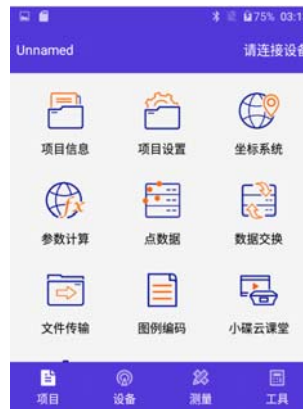 75% 03:1
Unnamed 请连接设备
项目信息 项目设置 坐标系统
参数计算 点数据 数据交换
文件传输 图例编码 小碟云课堂
项目 设备 测量 工具